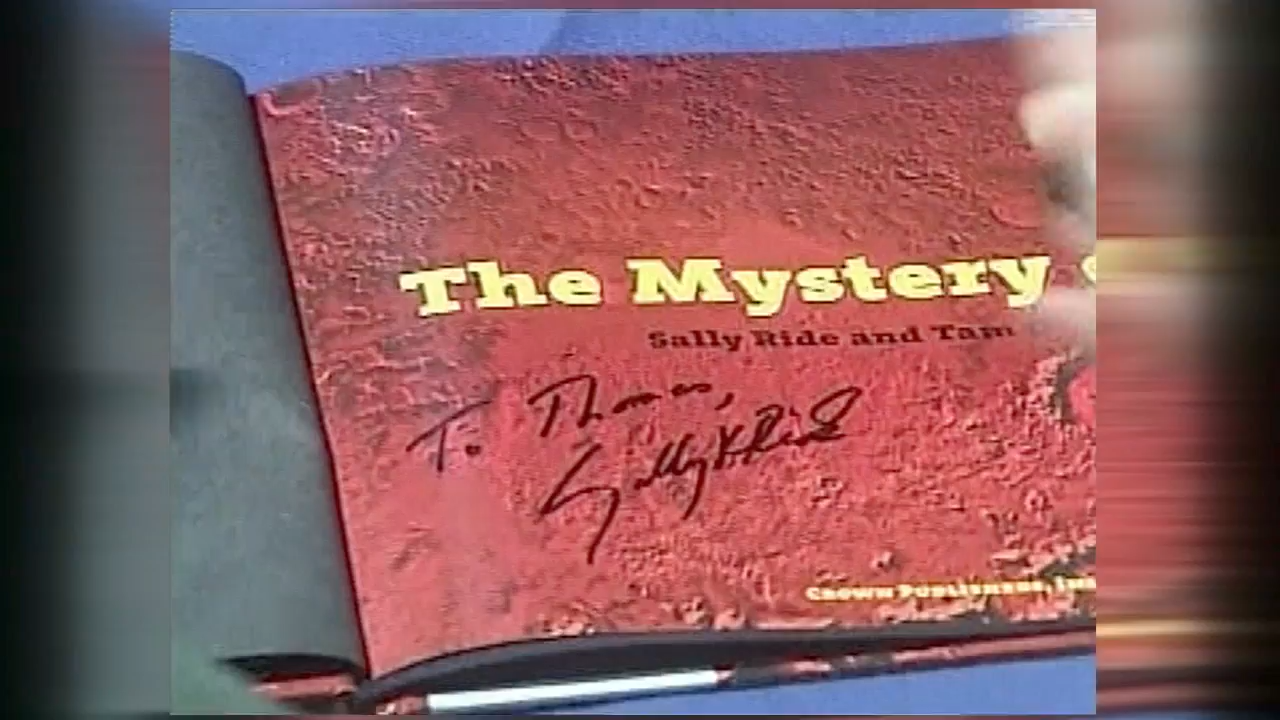 The Mystery
Sally Ride and Tam
To Thomas,
Sally K Ride
Crown Publishers, Inc